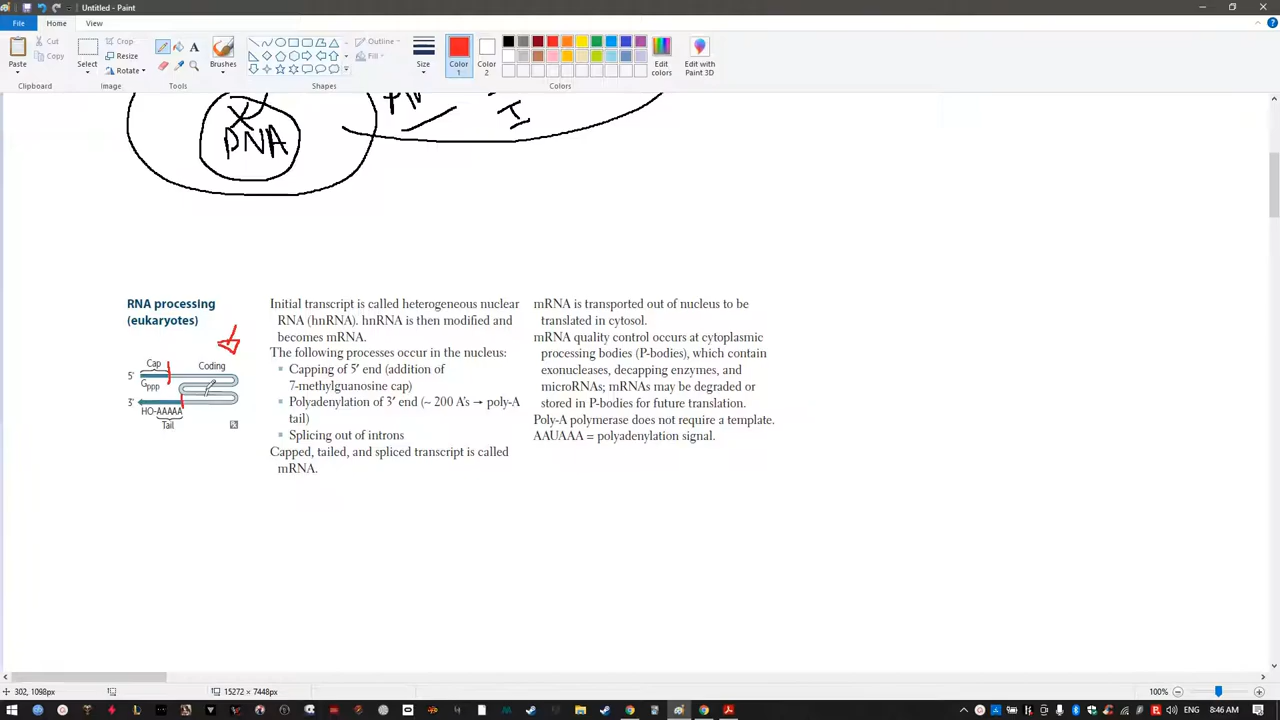 Untitled - Paint
File
Home
View
Paste
Cut
Copy
Clipboard
Select
Crop
Resize
Rotate
Image
A
Tools
Brushes
Outline
Fill
Shapes
Size
Color
1
Color
2
Colors
Edit
colors
Edit with
Paint 3D
DNA
I
RNA processing
(eukaryotes)
Cap
Coding
5′
Gppp
3′
HO-AAAAA
Tail
Initial transcript is called heterogeneous nuclear
RNA (hnRNA). hnRNA is then modified and
becomes mRNA.
The following processes occur in the nucleus:
Capping of 5′ end (addition of
7-methylguanosine cap)
Polyadenylation of 3′ end (~ 200 A's → poly-A
tail)
Splicing out of introns
Capped, tailed, and spliced transcript is called
mRNA.
mRNA is transported out of nucleus to be
translated in cytosol.
mRNA quality control occurs at cytoplasmic
processing bodies (P-bodies), which contain
exonucleases, decapping enzymes, and
microRNAs; mRNAs may be degraded or
stored in P-bodies for future translation.
Poly-A polymerase does not require a template.
AAUAAA = polyadenylation signal.
302, 1098px
15272 × 7448px
100%
ENG
3:46 AM